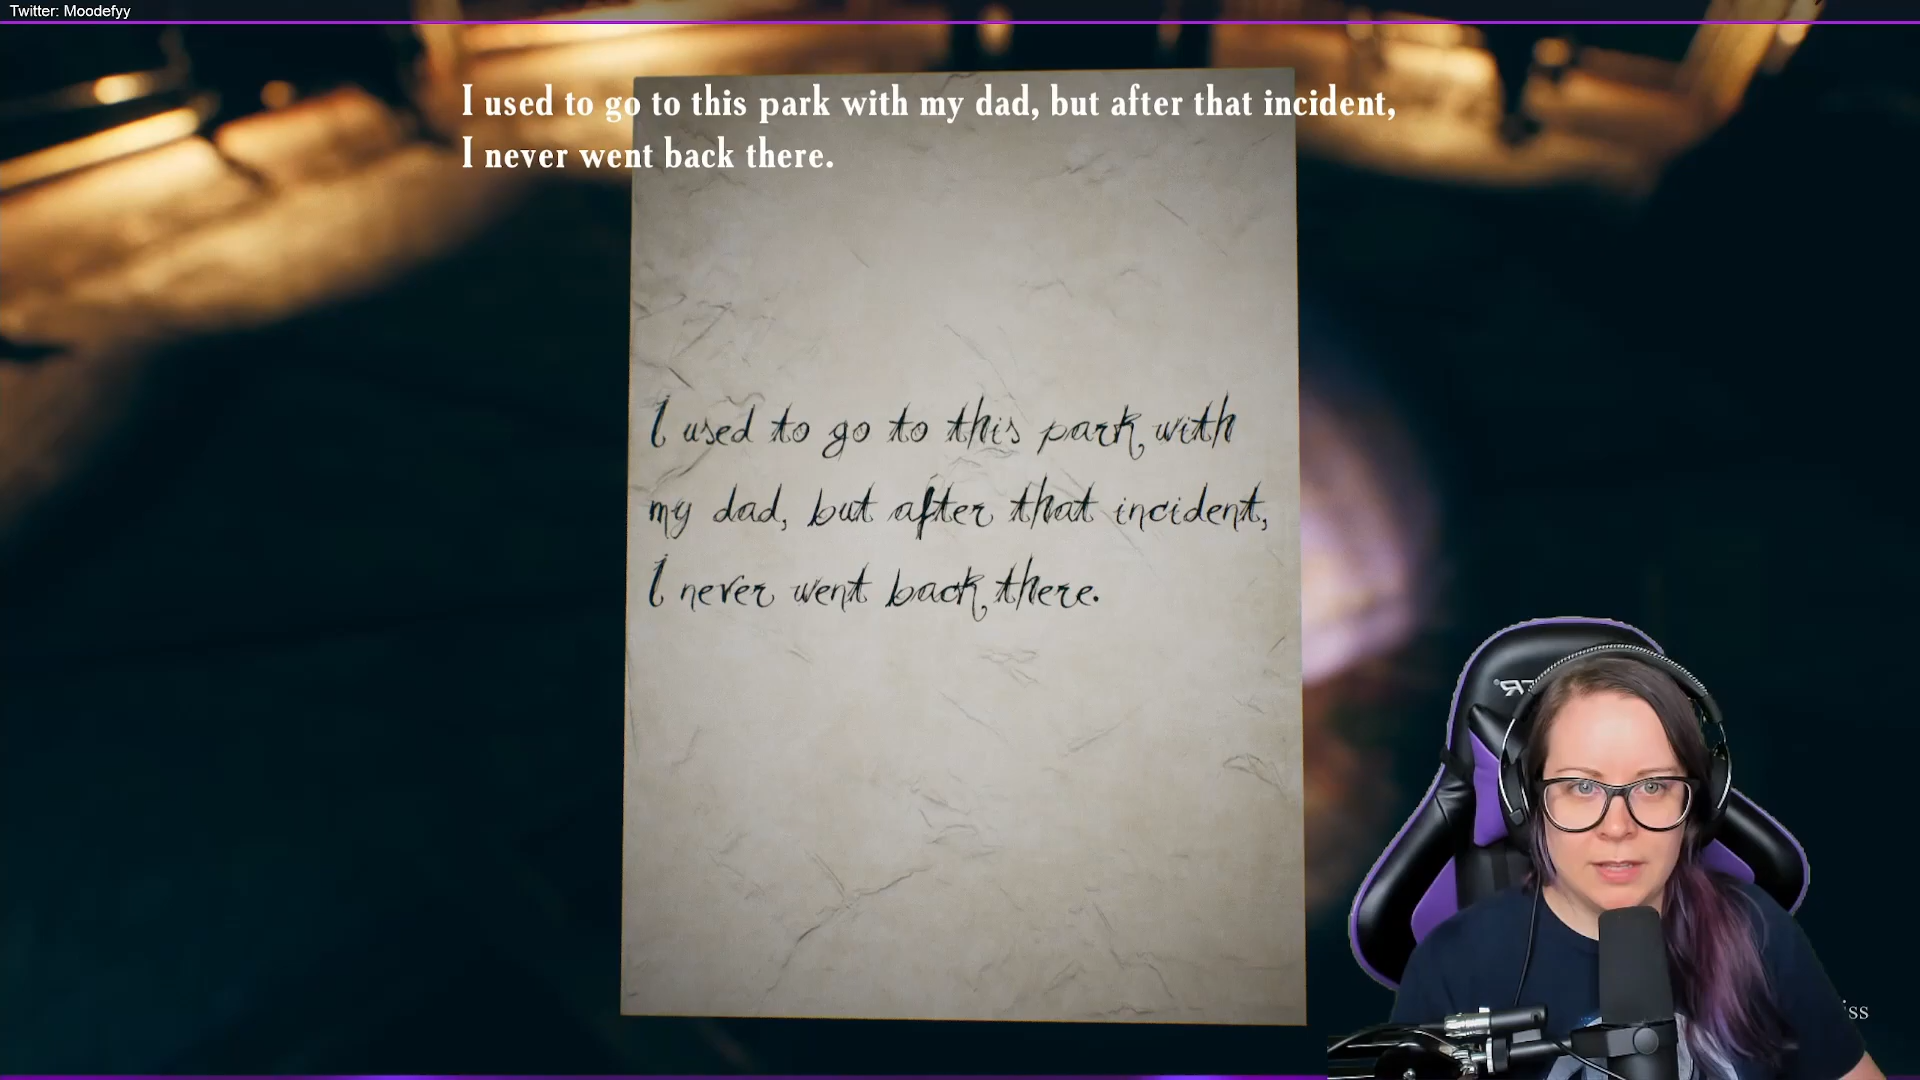 Twitter: Moodefyy
I used to go to this park with my dad, but after that incident,
I never went back there.
I used to go to this park with
my dad, but after that incident,
I never went back there.